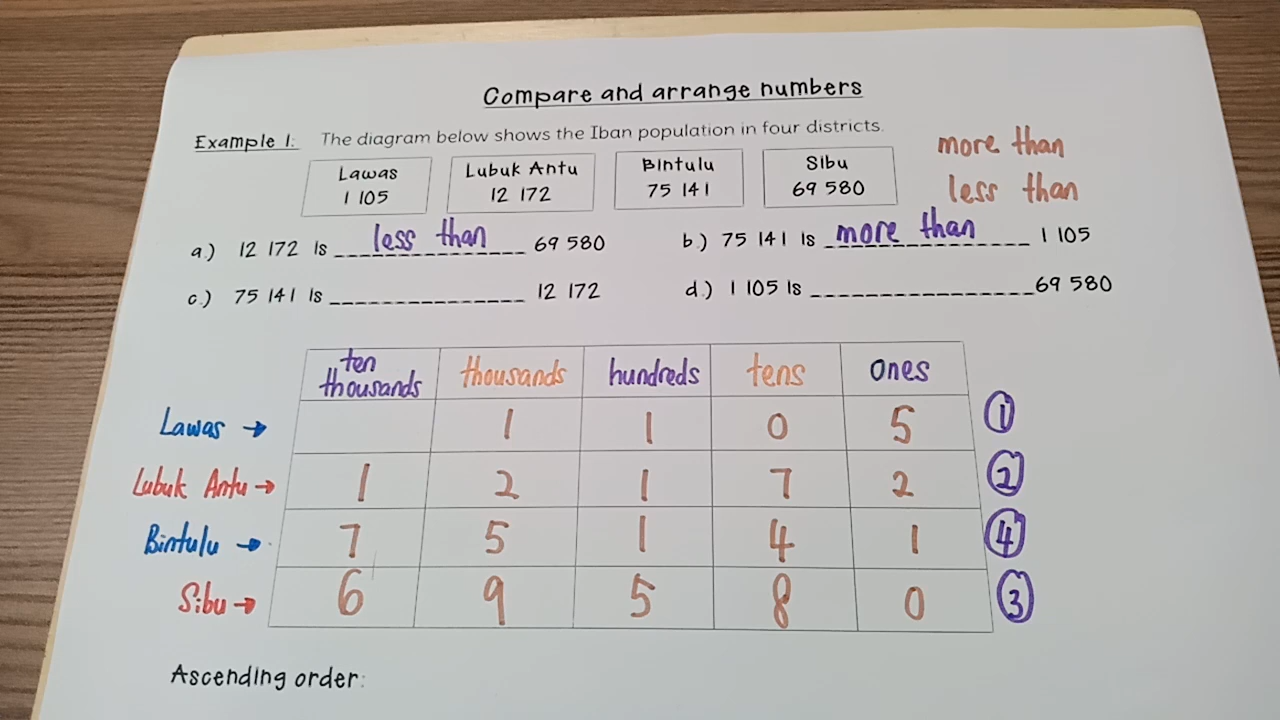 Compare and arrange numbers
Example 1: The diagram below shows the Iban population in four districts.
Lawas
1 105
Lubuk Antu
12 172
Bintulu
75 141
Sibu
69 580
more than
less than
a.) 12 172 is less than 69 580
b.) 75 141 is more than 1 105
c.) 75 141 is ______________ 12 172
d.) 1 105 is ________________ 69 580
ten thousands thousands hundreds tens ones
Lawas → 1 1 0 5 ①
Lubuk Antu → 1 2 1 7 2 ②
Bintulu → 7 5 1 4 1 ④
Sibu → 6 9 5 8 0 ③
Ascending order: